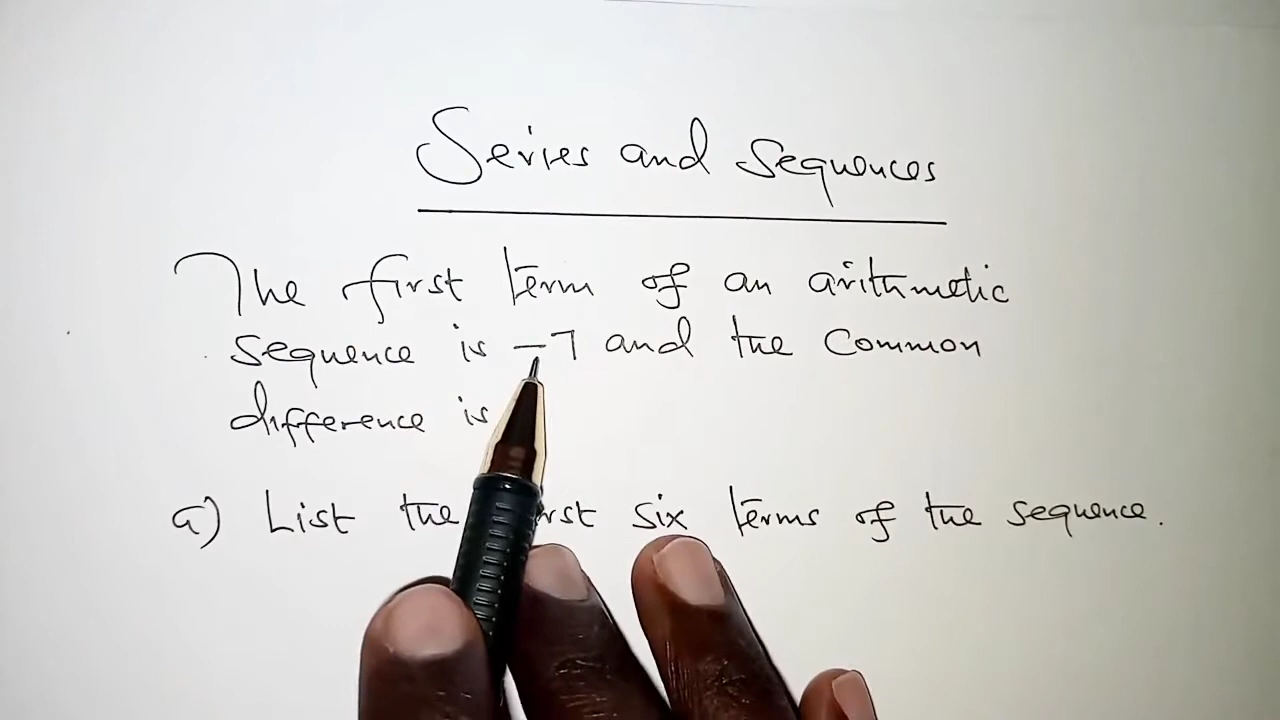 Series and Sequences
The first term of an arithmetic
sequence is -7 and the common
difference is
a) List the first six terms of the sequence.